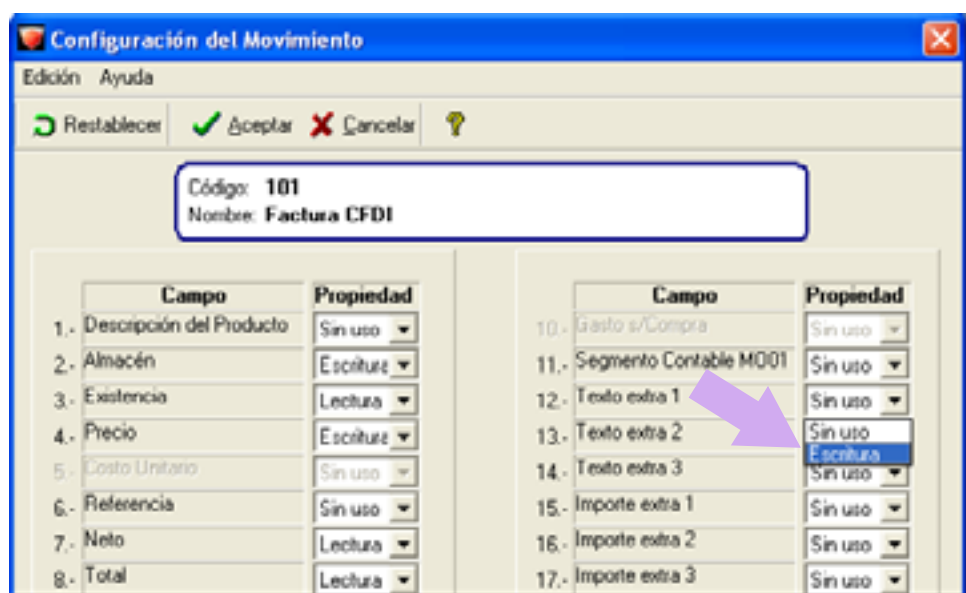 Configuración del Movimiento
Edición Ayuda
Restablecer Aceptar Cancelar ?
Código: 101
Nombre: Factura CFDI
Campo Propiedad
1.- Descripción del Producto Sin uso
2.- Almacén Escritura
3.- Existencia Lectura
4.- Precio Escritura
5.- Costo Unitario Sin uso
6.- Referencia Sin uso
7.- Neto Lectura
8.- Total Lectura
Campo Propiedad
10.- Gasto s/Compra Sin uso
11.- Segmento Contable MO01 Sin uso
12.- Texto extra 1 Sin uso
13.- Texto extra 2 Sin uso
Escritura
14.- Texto extra 3 Sin uso
15.- Importe extra 1 Sin uso
16.- Importe extra 2 Sin uso
17.- Importe extra 3 Sin uso